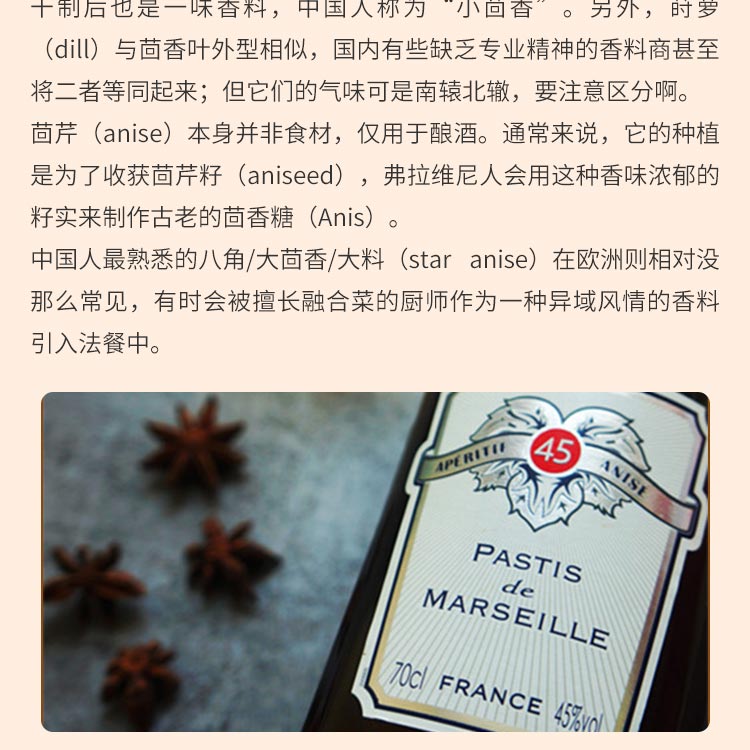 干制后也是一味香料，中国人称为“小茴香”。另外，莳萝
（dill）与茴香叶外型相似，国内有些缺乏专业精神的香料商甚至
将二者等同起来；但它们的气味可是南辕北辙，要注意区分啊。
茴芹（anise）本身并非食材，仅用于酿酒。通常来说，它的种植
是为了收获茴芹籽（aniseed），弗拉维尼人会用这种香味浓郁的
籽实来制作古老的茴香糖（Anis）。
中国人最熟悉的八角/大茴香/大料（star anise）在欧洲则相对没
那么常见，有时会被擅长融合菜的厨师作为一种异域风情的香料
引入法餐中。
APÉRITIF 45 ANISÉ
PASTIS
de
MARSEILLE
70cl FRANCE 45%vol